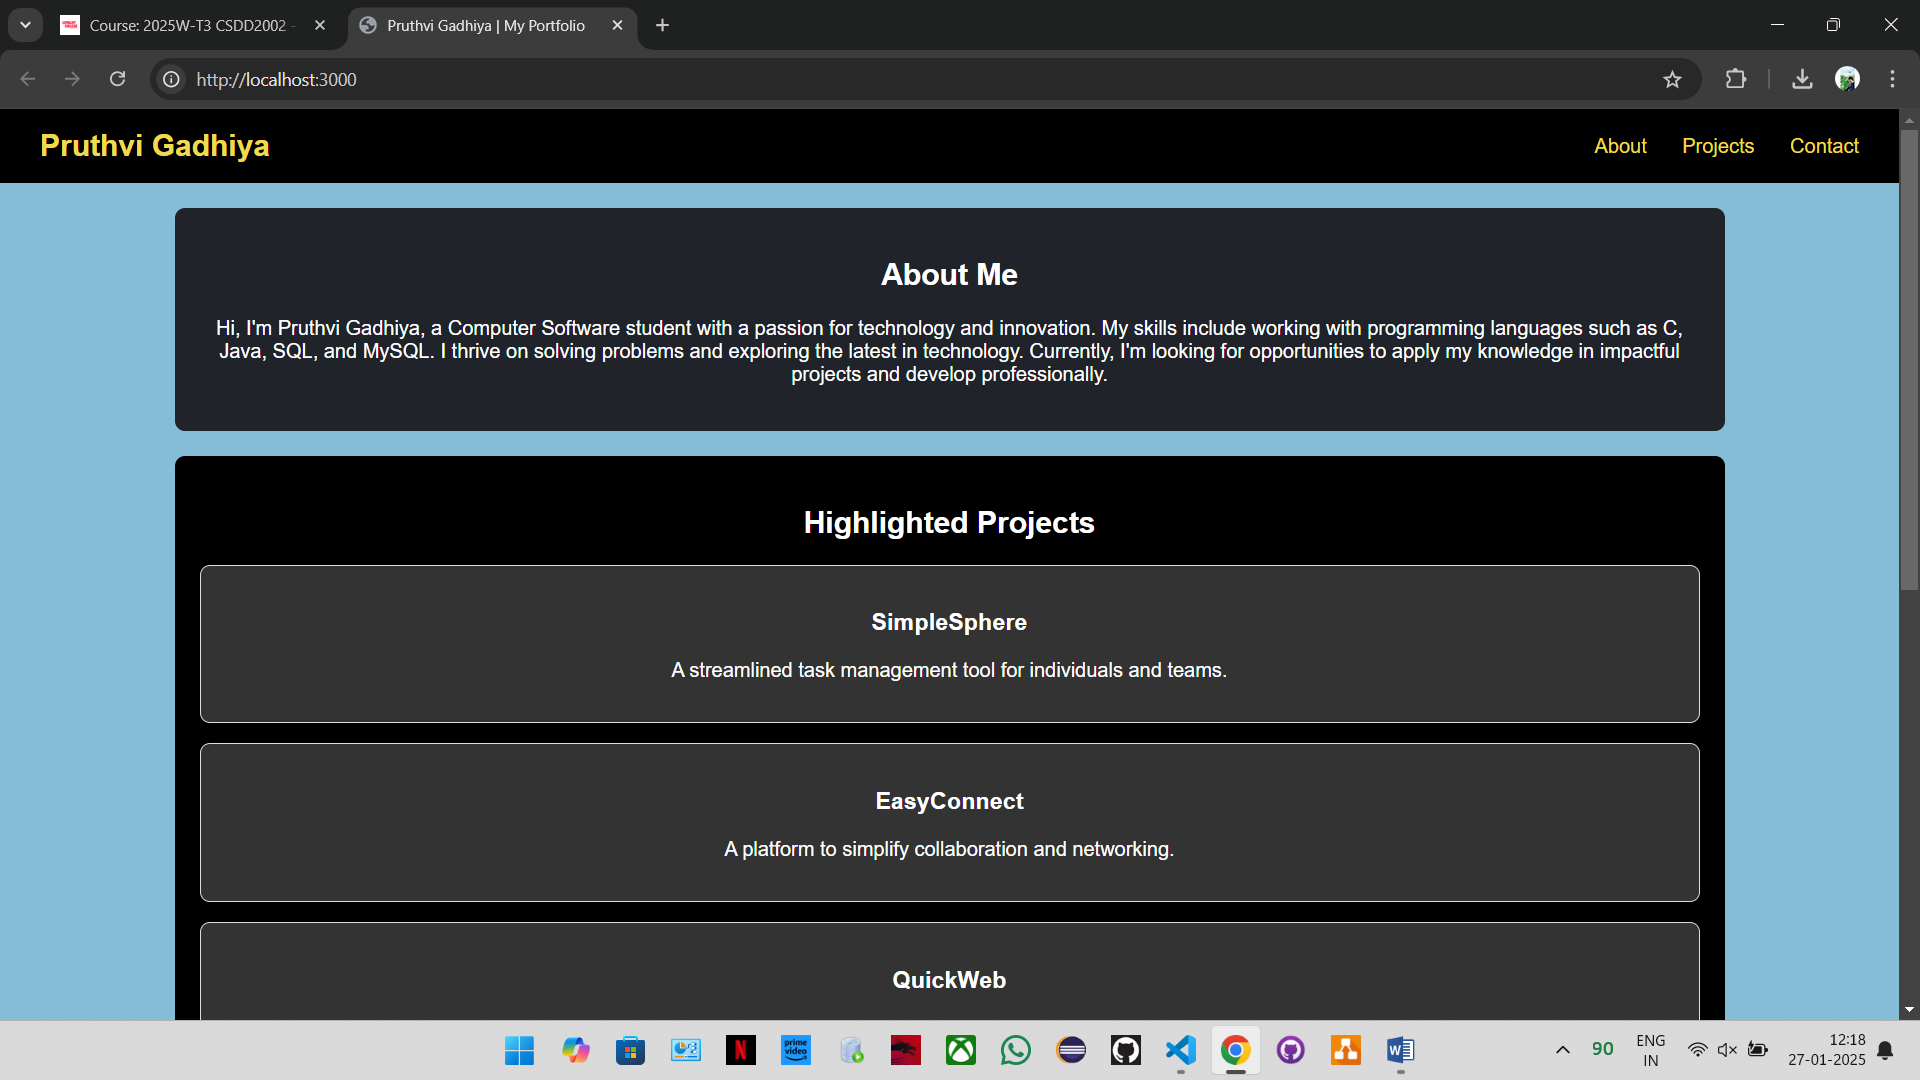 Course: 2025W-T3 CSDD2002 -
Pruthvi Gadhiya | My Portfolio
http://localhost:3000
Pruthvi Gadhiya
About
Projects
Contact
About Me
Hi, I'm Pruthvi Gadhiya, a Computer Software student with a passion for technology and innovation. My skills include working with programming languages such as C,
Java, SQL, and MySQL. I thrive on solving problems and exploring the latest in technology. Currently, I'm looking for opportunities to apply my knowledge in impactful
projects and develop professionally.
Highlighted Projects
SimpleSphere
A streamlined task management tool for individuals and teams.
EasyConnect
A platform to simplify collaboration and networking.
QuickWeb
prime
video
90
ENG
IN
12:18
27-01-2025